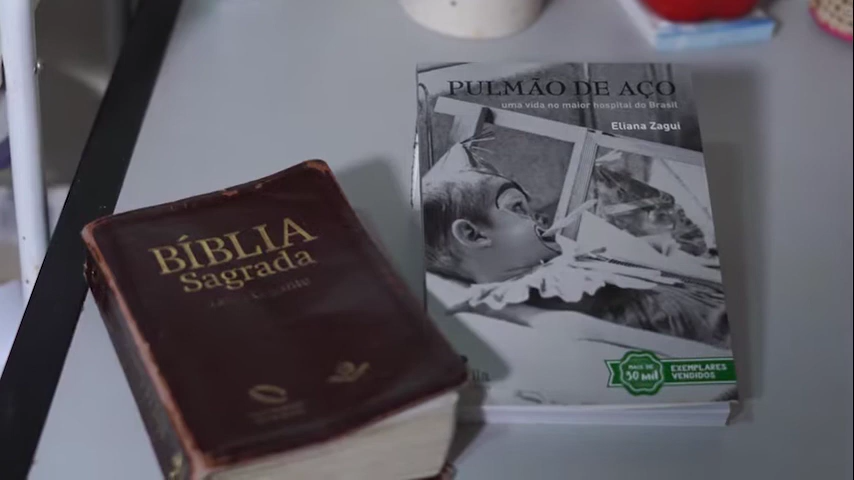 PULMÃO DE AÇO
uma vida no maior hospital do Brasil
Eliana Zagui
BÍBLIA
Sagrada
MAIS DE
50 MIL
EXEMPLARES
VENDIDOS